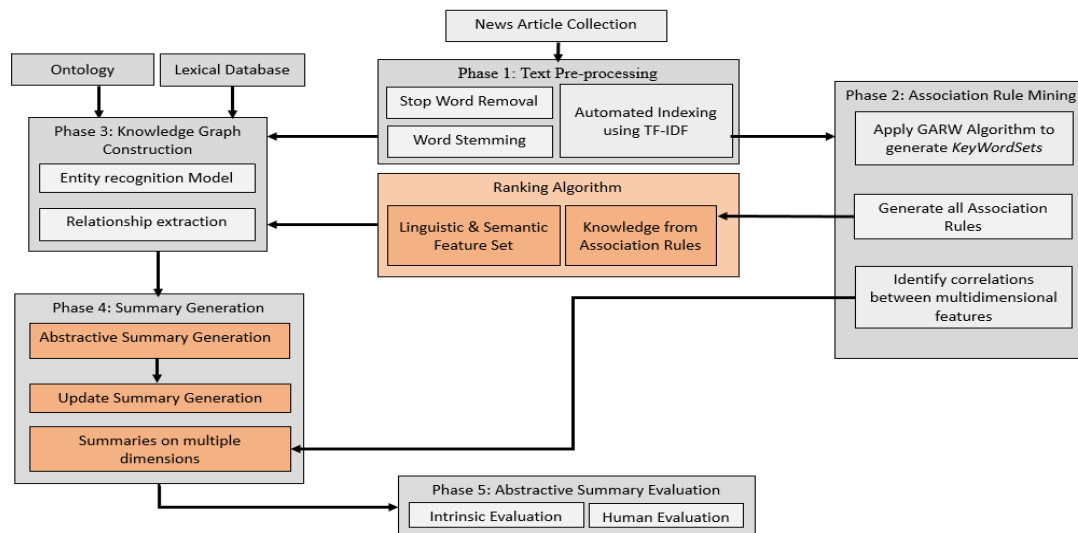 News Article Collection
Ontology
Lexical Database
Phase 1: Text Pre-processing
Stop Word Removal
Word Stemming
Automated Indexing
using TF-IDF
Phase 2: Association Rule Mining
Apply GARW Algorithm to
generate KeyWordSets
Generate all Association
Rules
Identify correlations
between multidimensional
features
Phase 3: Knowledge Graph
Construction
Entity recognition Model
Relationship extraction
Ranking Algorithm
Linguistic & Semantic
Feature Set
Knowledge from
Association Rules
Phase 4: Summary Generation
Abstractive Summary Generation
Update Summary Generation
Summaries on multiple
dimensions
Phase 5: Abstractive Summary Evaluation
Intrinsic Evaluation
Human Evaluation